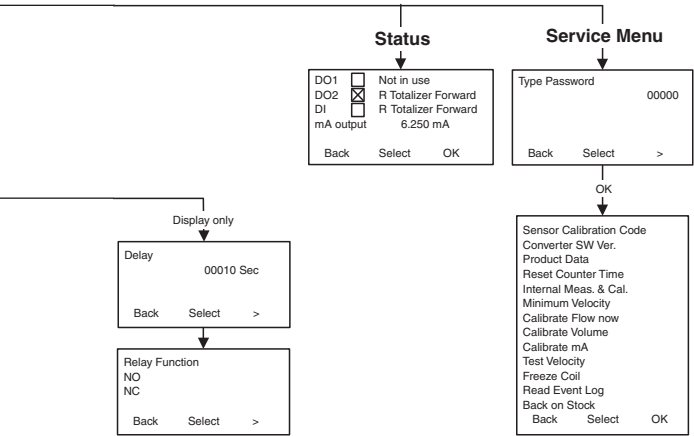 Status
DO1 Not in use
DO2 R Totalizer Forward
DI R Totalizer Forward
mA output 6.250 mA
Back Select OK
Service Menu
Type Password
00000
Back Select >
OK
Sensor Calibration Code
Converter SW Ver.
Product Data
Reset Counter Time
Internal Meas. & Cal.
Minimum Velocity
Calibrate Flow now
Calibrate Volume
Calibrate mA
Test Velocity
Freeze Coil
Read Event Log
Back on Stock
Back Select OK
Display only
Delay
00010 Sec
Back Select >
Relay Function
NO
NC
Back Select >